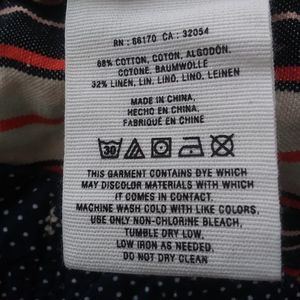 RN : 86170 CA : 32054
68% COTTON, COTON, ALGODÓN,
COTONE, BAUMWOLLE
32% LINEN, LIN, LINO, LINO, LEINEN
MADE IN CHINA,
HECHO EN CHINA,
FABRIQUÉ EN CHINE
30
THIS GARMENT CONTAINS DYE WHICH
MAY DISCOLOR MATERIALS WITH WHICH
IT COMES IN CONTACT.
MACHINE WASH COLD WITH LIKE COLORS,
USE ONLY NON-CHLORINE BLEACH,
TUMBLE DRY LOW,
LOW IRON AS NEEDED,
DO NOT DRY CLEAN